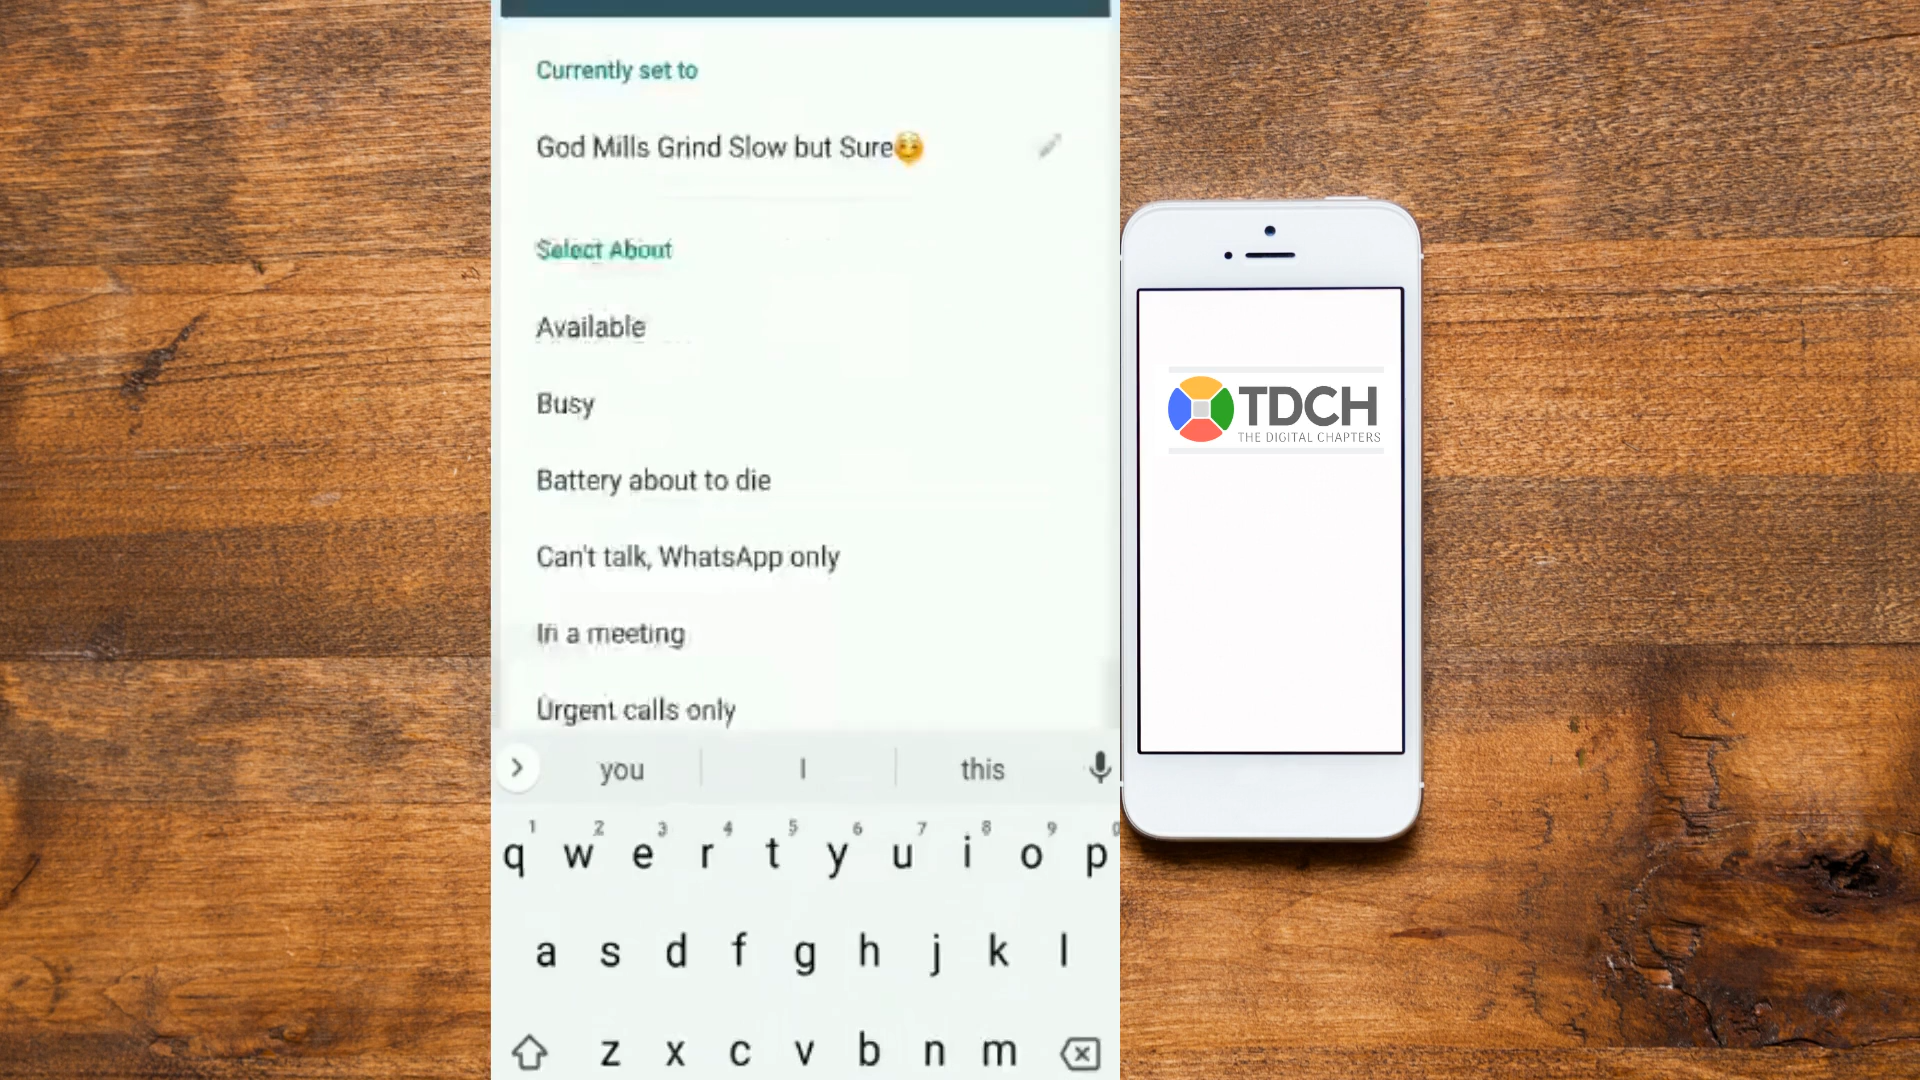 Currently set to
God Mills Grind Slow but Sure😇
Select About
Available
Busy
Battery about to die
Can't talk, WhatsApp only
In a meeting
Urgent calls only
you I this
1 2 3 4 5 6 7 8 9 0
q w e r t y u i o p
a s d f g h j k l
z x c v b n m
TDCH
THE DIGITAL CHAPTERS